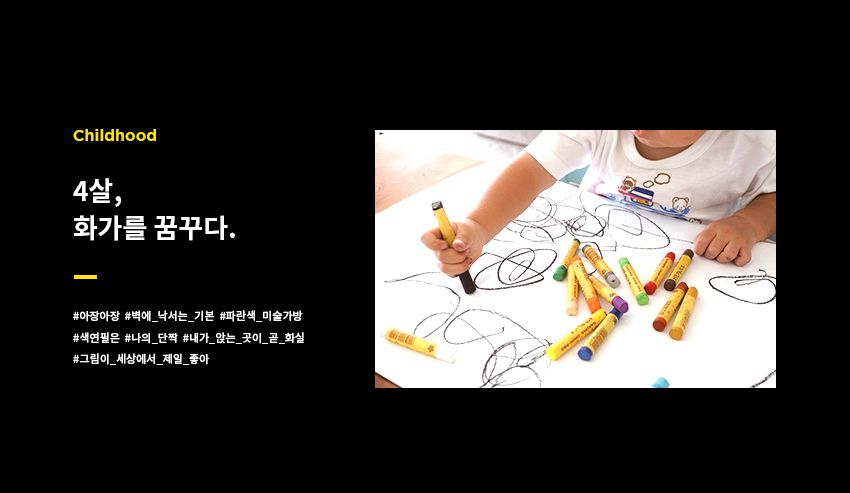 Childhood
4살,
화가를 꿈꾸다.
#아장아장 #벽에_낙서는_기본 #파란색_미술가방
#색연필은 #나의_단짝 #내가_앉는_곳이_곧_화실
#그림이_세상에서_제일_좋아